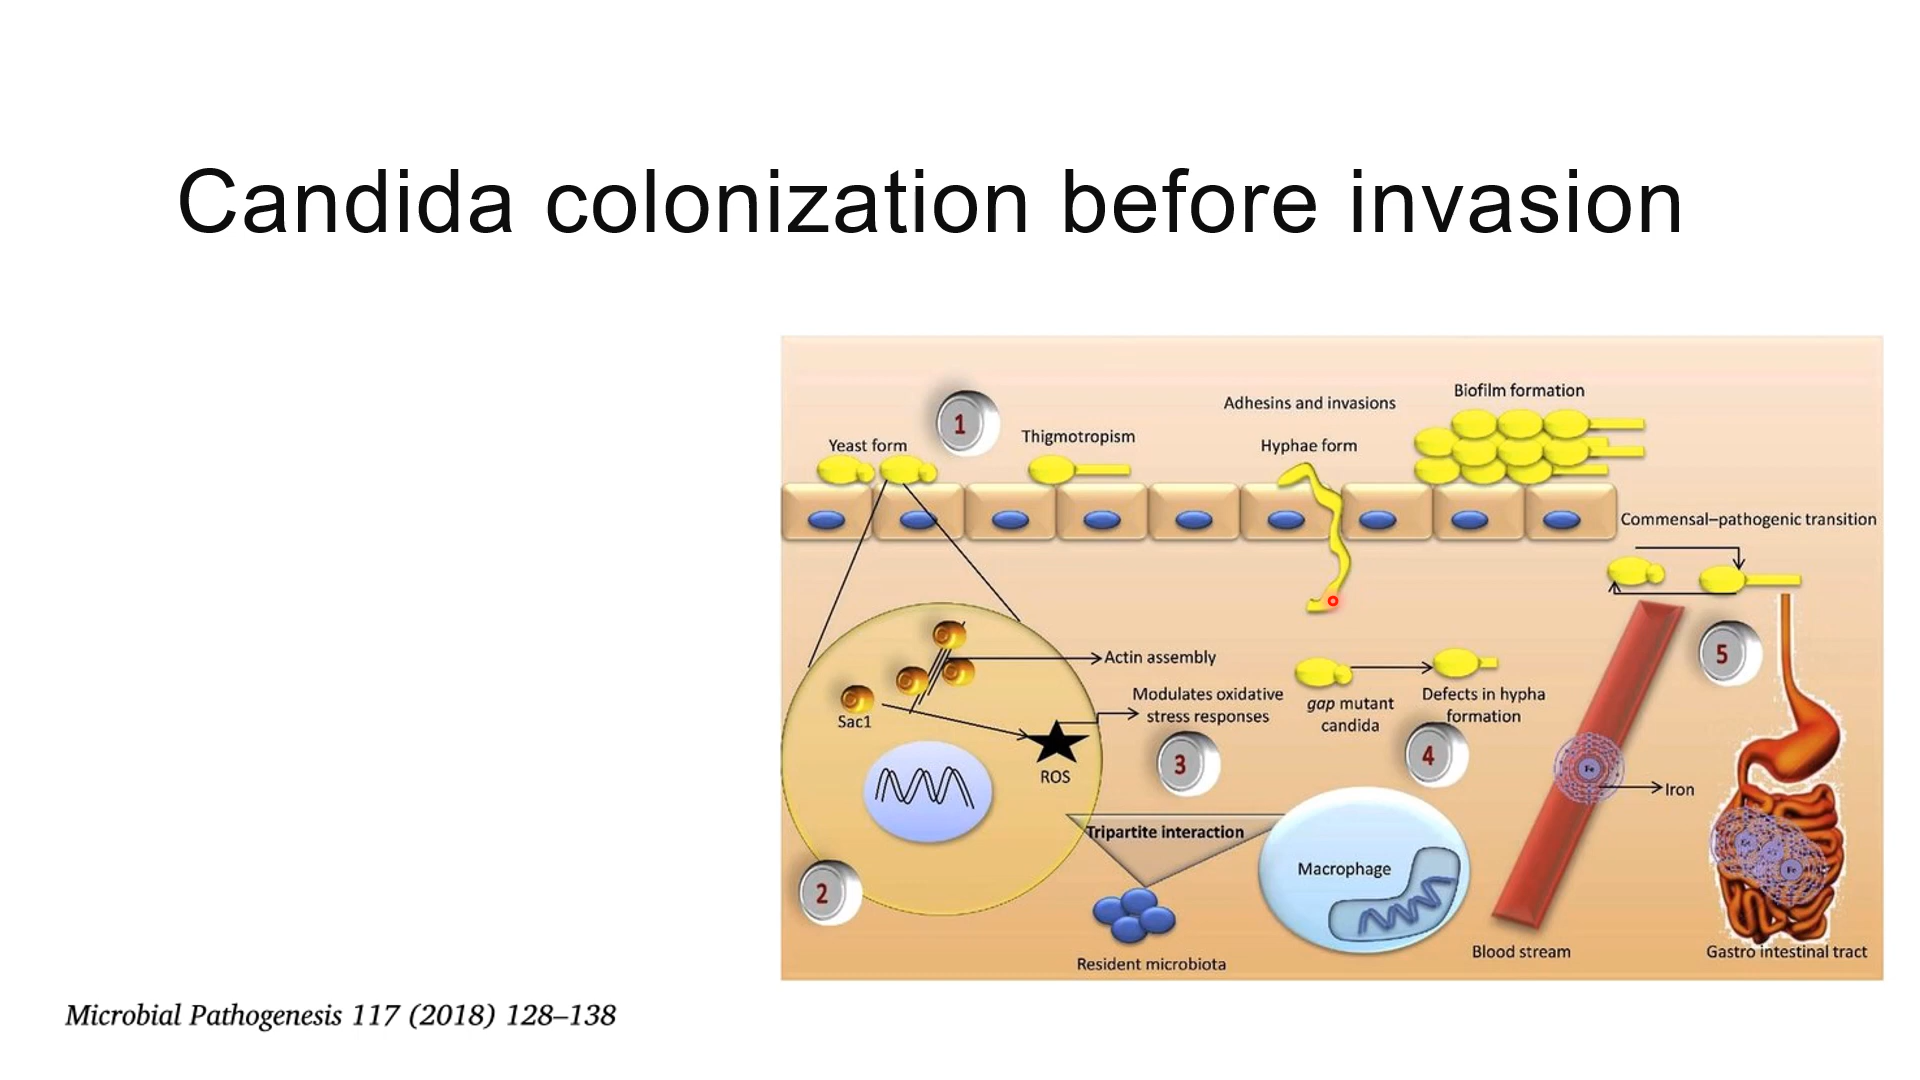 Candida colonization before invasion
Biofilm formation
Adhesins and invasions
1
Thigmotropism
Yeast form
Hyphae form
Commensal–pathogenic transition
5
Actin assembly
Modulates oxidative
stress responses
gap mutant
candida
Defects in hypha
formation
Sac1
4
3
Fe
ROS
Iron
Tripartite interaction
Macrophage
Fe
2
Blood stream
Gastro intestinal tract
Resident microbiota
Microbial Pathogenesis 117 (2018) 128–138